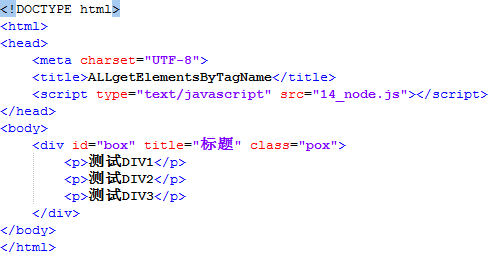 <!DOCTYPE html>
<html>
<head>
    <meta charset="UTF-8">
    <title>ALLgetElementsByTagName</title>
    <script type="text/javascript" src="14_node.js"></script>
</head>
<body>
    <div id="box" title="标题" class="pox">
        <p>测试DIV1</p>
        <p>测试DIV2</p>
        <p>测试DIV3</p>
    </div>
</body>
</html>